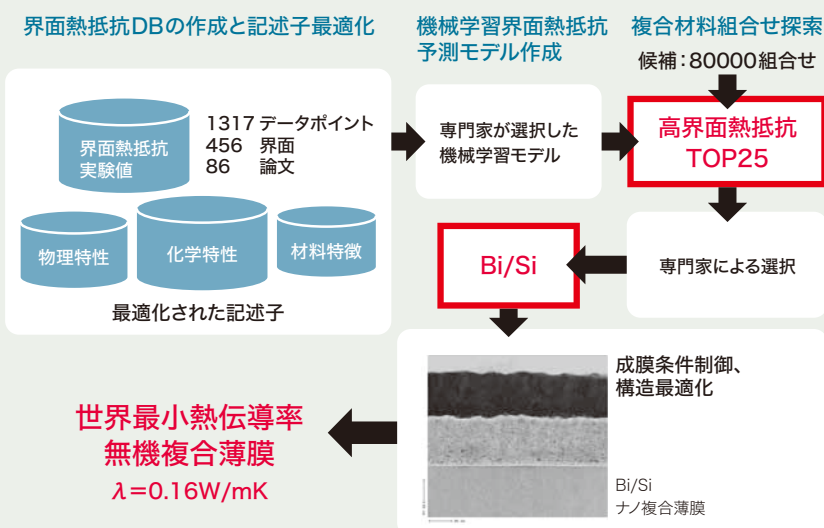 界面熱抵抗DBの作成と記述子最適化
機械学習界面熱抵抗
予測モデル作成
複合材料組合せ探索
候補:80000組合せ
界面熱抵抗
実験値
1317 データポイント
456 界面
86 論文
物理特性
化学特性
材料特徴
最適化された記述子
専門家が選択した
機械学習モデル
高界面熱抵抗
TOP25
専門家による選択
Bi/Si
成膜条件制御、
構造最適化
Bi/Si
ナノ複合薄膜
世界最小熱伝導率
無機複合薄膜
λ=0.16W/mK